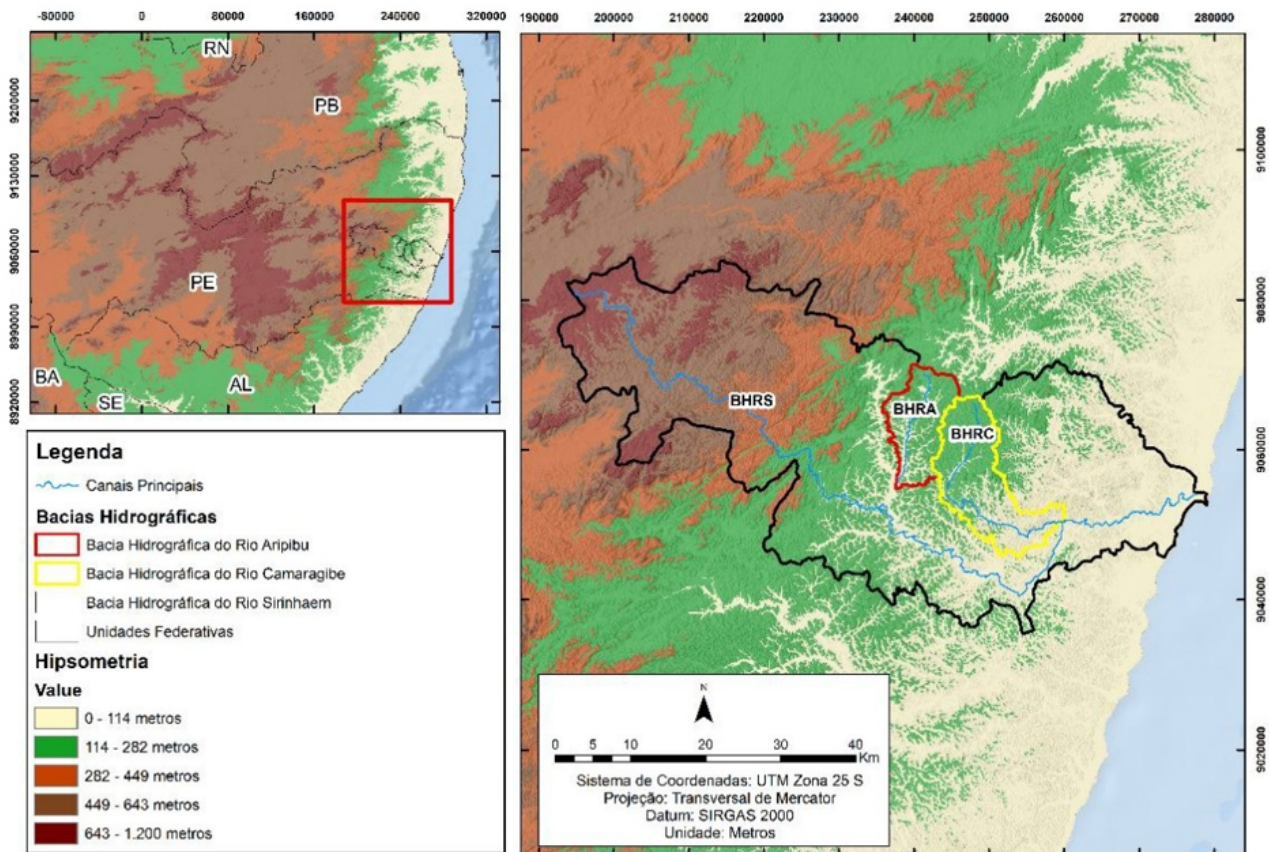 -50000 0 80000 160000 240000 320000
9200000
9130000
9060000
8990000
8920000
RN
PB
PE
BA
SE
AL
190000 200000 210000 220000 230000 240000 250000 260000 270000 280000
9100000
9080000
9060000
9040000
9020000
BHRS
BHRA
BHRC
Legenda
Canais Principais
Bacias Hidrográficas
Bacia Hidrográfica do Rio Aripibu
Bacia Hidrográfica do Rio Camaragibe
Bacia Hidrográfica do Rio Sirinhaem
Unidades Federativas
Hipsometria
Value
0 - 114 metros
114 - 282 metros
282 - 449 metros
449 - 643 metros
643 - 1.200 metros
N
0 5 10 20 30 40
Km
Sistema de Coordenadas: UTM Zona 25 S
Projeção: Transversal de Mercator
Datum: SIRGAS 2000
Unidade: Metros